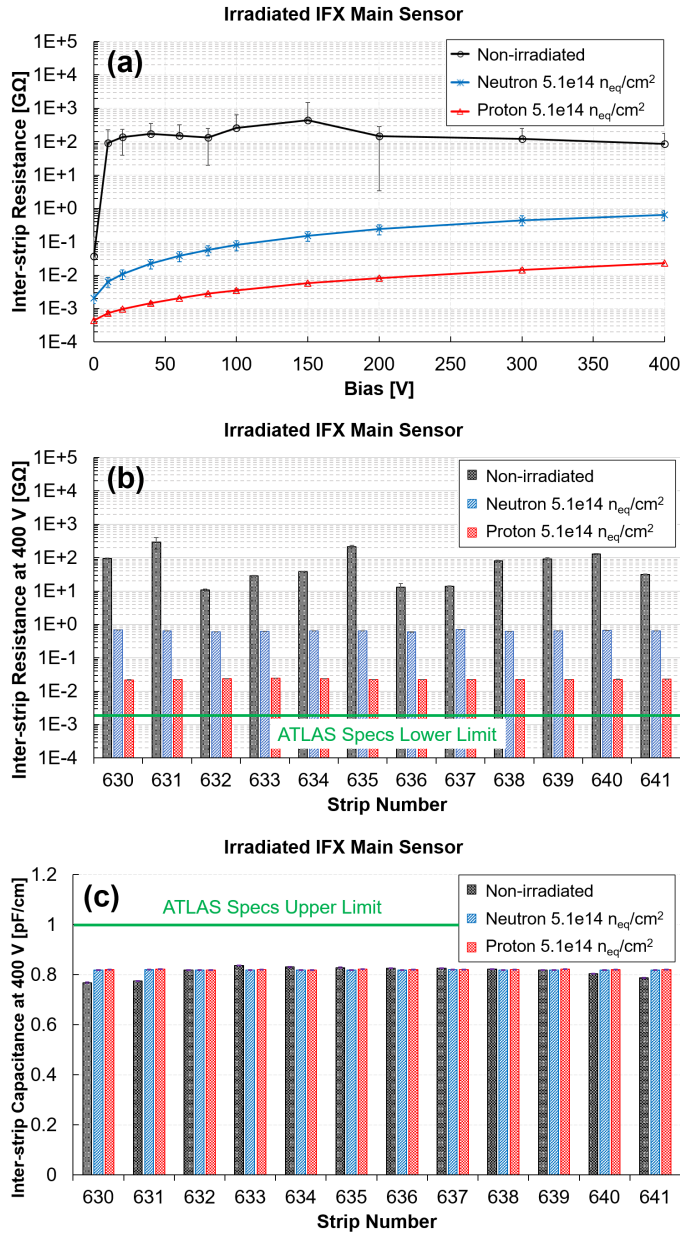 Irradiated IFX Main Sensor
(a)
Non-irradiated
Neutron 5.1e14 n_eq/cm²
Proton 5.1e14 n_eq/cm²
Inter-strip Resistance [GΩ]
1E+5
1E+4
1E+3
1E+2
1E+1
1E+0
1E-1
1E-2
1E-3
1E-4
0 50 100 150 200 250 300 350 400
Bias [V]
Irradiated IFX Main Sensor
(b)
Non-irradiated
Neutron 5.1e14 n_eq/cm²
Proton 5.1e14 n_eq/cm²
Inter-strip Resistance at 400 V [GΩ]
1E+5
1E+4
1E+3
1E+2
1E+1
1E+0
1E-1
1E-2
1E-3
1E-4
ATLAS Specs Lower Limit
630 631 632 633 634 635 636 637 638 639 640 641
Strip Number
Irradiated IFX Main Sensor
(c)
ATLAS Specs Upper Limit
Non-irradiated
Neutron 5.1e14 n_eq/cm²
Proton 5.1e14 n_eq/cm²
Inter-strip Capacitance at 400 V [pF/cm]
1.2
1
0.8
0.6
0.4
0.2
0
630 631 632 633 634 635 636 637 638 639 640 641
Strip Number